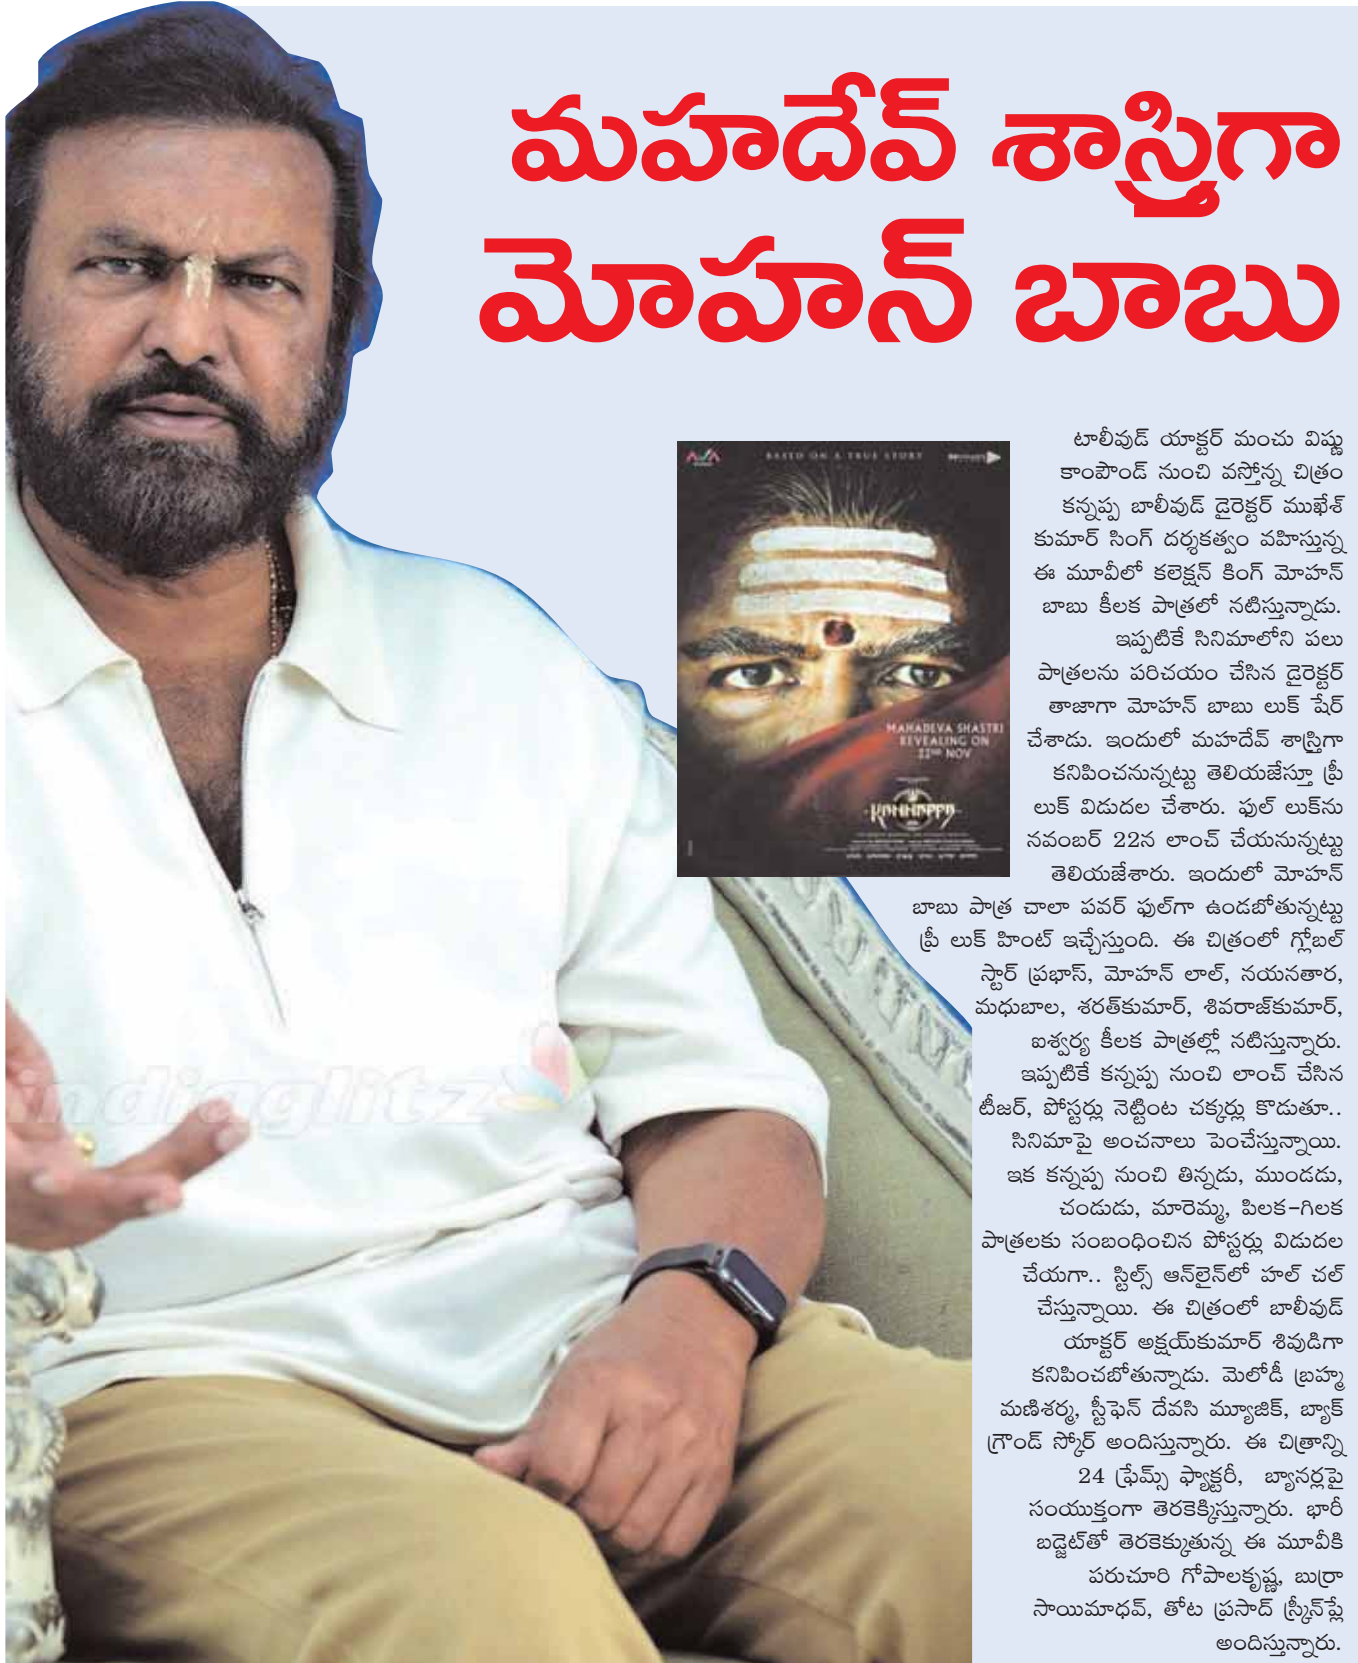 మహదేవ్ శాస్త్రిగా
మోహన్ బాబు
టాలీవుడ్ యాక్టర్ మంచు విష్ణు
కాంపౌండ్ నుంచి వస్తోన్న చిత్రం
కన్నప్ప బాలీవుడ్ డైరెక్టర్ ముఖేశ్
కుమార్ సింగ్ దర్శకత్వం వహిస్తున్న
ఈ మూవీలో కలెక్షన్ కింగ్ మోహన్
బాబు కీలక పాత్రలో నటిస్తున్నాడు.
ఇప్పటికే సినిమాలోని పలు
పాత్రలను పరిచయం చేసిన డైరెక్టర్
తాజాగా మోహన్ బాబు లుక్ షేర్
చేశాడు. ఇందులో మహదేవ్ శాస్త్రిగా
కనిపించనున్నట్టు తెలియజేస్తూ ప్రీ
లుక్ విడుదల చేశారు. ఫుల్ లుక్‌ను
నవంబర్ 22న లాంచ్ చేయనున్నట్టు
తెలియజేశారు. ఇందులో మోహన్
బాబు పాత్ర చాలా పవర్ ఫుల్‌గా ఉండబోతున్నట్టు
ప్రీ లుక్ హింట్ ఇచ్చేస్తుంది. ఈ చిత్రంలో గ్లోబల్
స్టార్ ప్రభాస్, మోహన్ లాల్, నయనతార,
మధుబాల, శరత్‌కుమార్, శివరాజ్‌కుమార్,
ఐశ్వర్య కీలక పాత్రల్లో నటిస్తున్నారు.
ఇప్పటికే కన్నప్ప నుంచి లాంచ్ చేసిన
టీజర్, పోస్టర్లు నెట్టింట చక్కర్లు కొడుతూ..
సినిమాపై అంచనాలు పెంచేస్తున్నాయి.
ఇక కన్నప్ప నుంచి తిన్నడు, ముండడు,
చండుడు, మారెమ్మ, పిలక-గిలక
పాత్రలకు సంబంధించిన పోస్టర్లు విడుదల
చేయగా.. స్టిల్స్ ఆన్‌లైన్‌లో హల్ చల్
చేస్తున్నాయి. ఈ చిత్రంలో బాలీవుడ్
యాక్టర్ అక్షయ్‌కుమార్ శివుడిగా
కనిపించబోతున్నాడు. మెలోడీ బ్రహ్మ
మణిశర్మ, స్టీఫెన్ దేవసి మ్యూజిక్, బ్యాక్
గ్రౌండ్ స్కోర్ అందిస్తున్నారు. ఈ చిత్రాన్ని
24 ఫ్రేమ్స్ ఫ్యాక్టరీ, బ్యానర్లపై
సంయుక్తంగా తెరకెక్కిస్తున్నారు. భారీ
బడ్జెట్‌తో తెరకెక్కుతున్న ఈ మూవీకి
పరుచూరి గోపాలకృష్ణ, బుర్రా
సాయిమాధవ్, తోట ప్రసాద్ స్క్రీన్‌ప్లే
అందిస్తున్నారు.
BASED ON A TRUE STORY
MAHADEVA SHASTRI
REVEALING ON
22ND NOV
KANNAPPA
indiaglitz